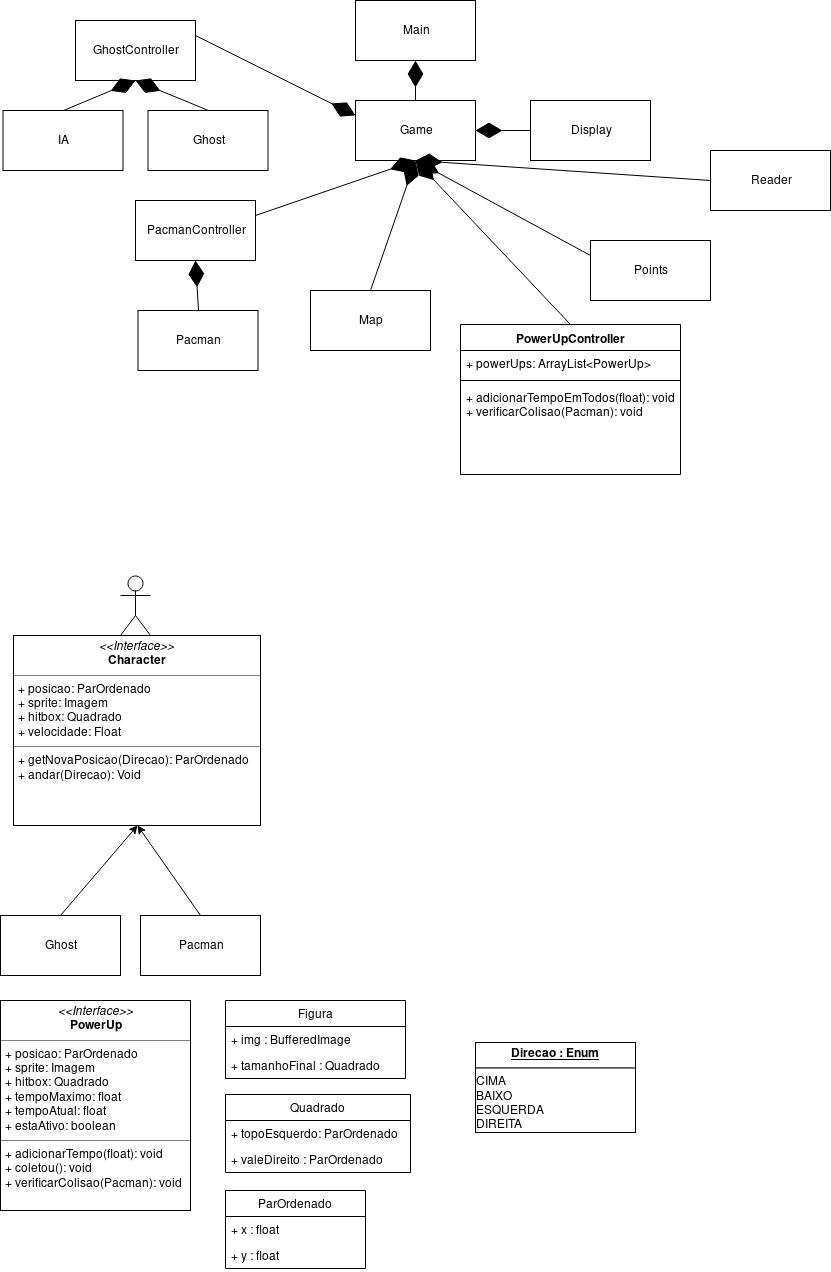 Main
GhostController
IA
Ghost
Game
Display
Reader
PacmanController
Points
Pacman
Map
PowerUpController
+ powerUps: ArrayList<PowerUp>
+ adicionarTempoEmTodos(float): void
+ verificarColisao(Pacman): void
<<Interface>>
Character
+ posicao: ParOrdenado
+ sprite: Imagem
+ hitbox: Quadrado
+ velocidade: Float
+ getNovaPosicao(Direcao): ParOrdenado
+ andar(Direcao): Void
Ghost
Pacman
<<Interface>>
PowerUp
+ posicao: ParOrdenado
+ sprite: Imagem
+ hitbox: Quadrado
+ tempoMaximo: float
+ tempoAtual: float
+ estaAtivo: boolean
+ adicionarTempo(float): void
+ coletou(): void
+ verificarColisao(Pacman): void
Figura
+ img : BufferedImage
+ tamanhoFinal : Quadrado
Quadrado
+ topoEsquerdo: ParOrdenado
+ valeDireito : ParOrdenado
ParOrdenado
+ x : float
+ y : float
Direcao : Enum
CIMA
BAIXO
ESQUERDA
DIREITA